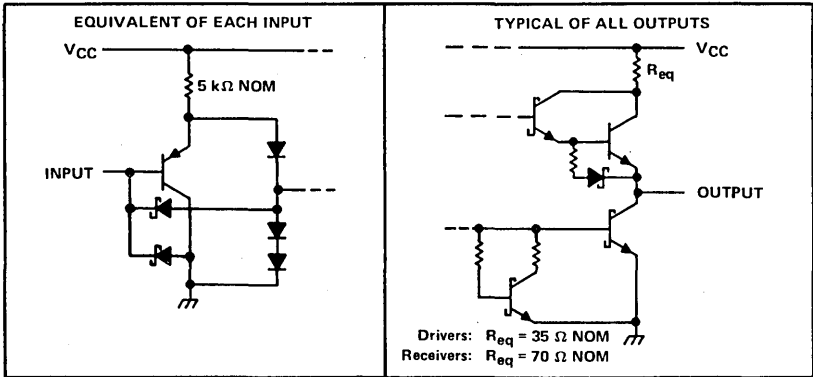 EQUIVALENT OF EACH INPUT
VCC
5 kΩ NOM
INPUT
TYPICAL OF ALL OUTPUTS
VCC
Req
OUTPUT
Drivers: Req = 35 Ω NOM
Receivers: Req = 70 Ω NOM